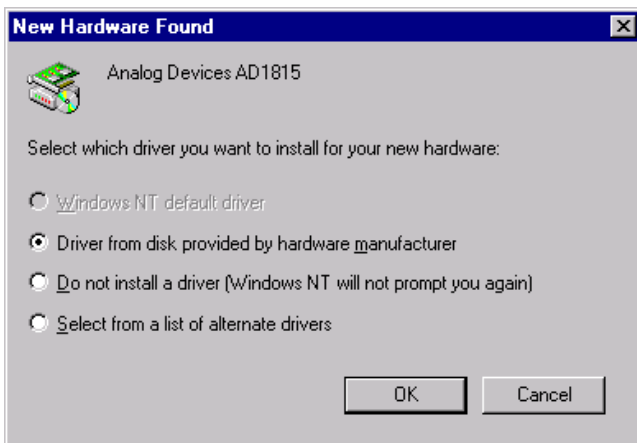 New Hardware Found
Analog Devices AD1815
Select which driver you want to install for your new hardware:
Windows NT default driver
Driver from disk provided by hardware manufacturer
Do not install a driver (Windows NT will not prompt you again)
Select from a list of alternate drivers
OK Cancel